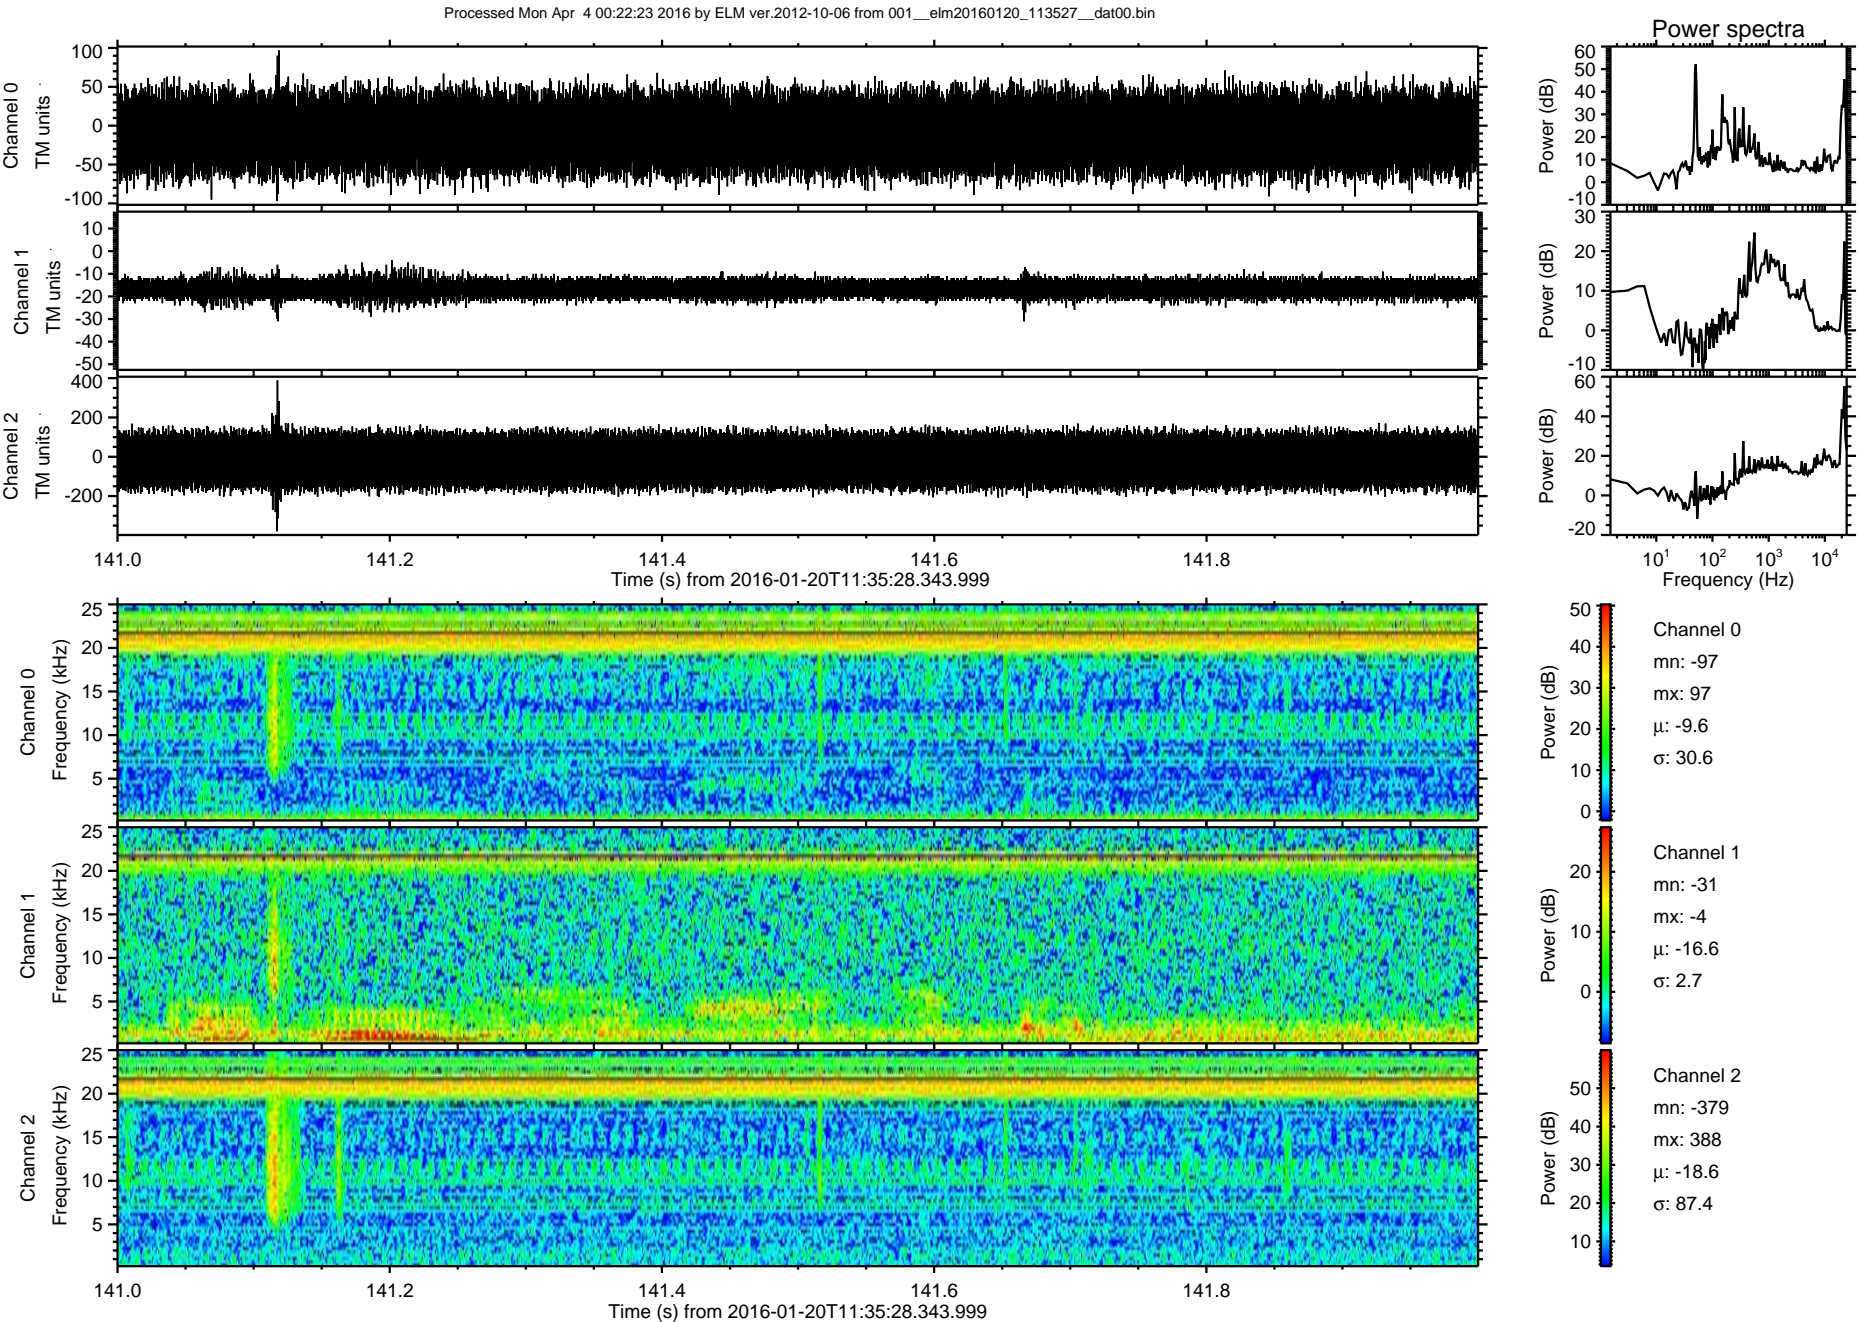 Processed Mon Apr  4 00:22:23 2016 by ELM ver.2012-10-06 from 001__elm20160120_113527__dat00.bin
Power spectra
Channel 0
TM units
100
50
0
-50
-100
Power (dB)
60
50
40
30
20
10
0
-10
Channel 1
TM units
10
0
-10
-20
-30
-40
-50
Power (dB)
30
20
10
0
-10
Channel 2
TM units
400
200
0
-200
Power (dB)
60
40
20
0
-20
141.0 141.2 141.4 141.6 141.8
Time (s) from 2016-01-20T11:35:28.343.999
10^1 10^2 10^3 10^4
Frequency (Hz)
Channel 0
Frequency (kHz)
25
20
15
10
5
Power (dB)
50
40
30
20
10
0
Channel 0
mn: -97
mx: 97
μ: -9.6
σ: 30.6
Channel 1
Frequency (kHz)
25
20
15
10
5
Power (dB)
20
10
0
Channel 1
mn: -31
mx: -4
μ: -16.6
σ: 2.7
Channel 2
Frequency (kHz)
25
20
15
10
5
Power (dB)
50
40
30
20
10
Channel 2
mn: -379
mx: 388
μ: -18.6
σ: 87.4
141.0 141.2 141.4 141.6 141.8
Time (s) from 2016-01-20T11:35:28.343.999